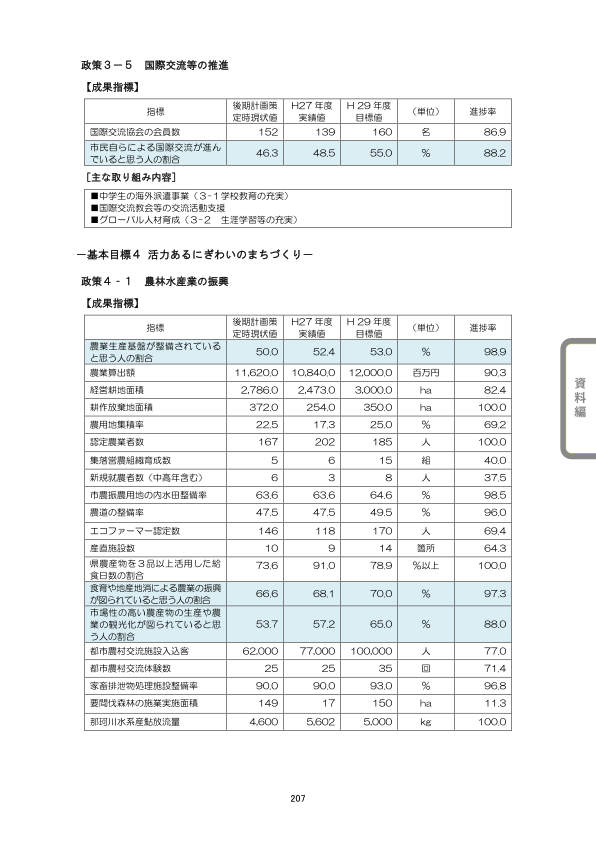 政策３－５　国際交流等の推進
【成果指標】
指標 後期計画策定時現状値 H27 年度実績値 H 29 年度目標値 （単位） 進捗率
国際交流協会の会員数 152 139 160 名 86.9
市民自らによる国際交流が進んでいると思う人の割合 46.3 48.5 55.0 % 88.2
［主な取り組み内容］
■中学生の海外派遣事業（３-１学校教育の充実）
■国際交流教会等の交流活動支援
■グローバル人材育成（３-２　生涯学習等の充実）
－基本目標４ 活力あるにぎわいのまちづくり－
政策４‐１　農林水産業の振興
【成果指標】
指標 後期計画策定時現状値 H27 年度実績値 H 29 年度目標値 （単位） 進捗率
農業生産基盤が整備されていると思う人の割合 50.0 52.4 53.0 % 98.9
農業算出額 11,620.0 10,840.0 12,000.0 百万円 90.3
経営耕地面積 2,786.0 2,473.0 3,000.0 ha 82.4
耕作放棄地面積 372.0 254.0 350.0 ha 100.0
農用地集積率 22.5 17.3 25.0 % 69.2
認定農業者数 167 202 185 人 100.0
集落営農組織育成数 5 6 15 組 40.0
新規就農者数（中高年含む） 6 3 8 人 37.5
市農振農用地の内水田整備率 63.6 63.6 64.6 % 98.5
農道の整備率 47.5 47.5 49.5 % 96.0
エコファーマー認定数 146 118 170 人 69.4
産直施設数 10 9 14 箇所 64.3
県農産物を３品以上活用した給食日数の割合 73.6 91.0 78.9 %以上 100.0
食育や地産地消による農業の振興が図られていると思う人の割合 66.6 68.1 70.0 % 97.3
市場性の高い農産物の生産や農業の観光化が図られていると思う人の割合 53.7 57.2 65.0 % 88.0
都市農村交流施設入込客 62,000 77,000 100,000 人 77.0
都市農村交流体験数 25 25 35 回 71.4
家畜排泄物処理施設整備率 90.0 90.0 93.0 % 96.8
要間伐森林の施業実施面積 149 17 150 ha 11.3
那珂川水系産鮎放流量 4,600 5,602 5,000 kg 100.0
資料編
207